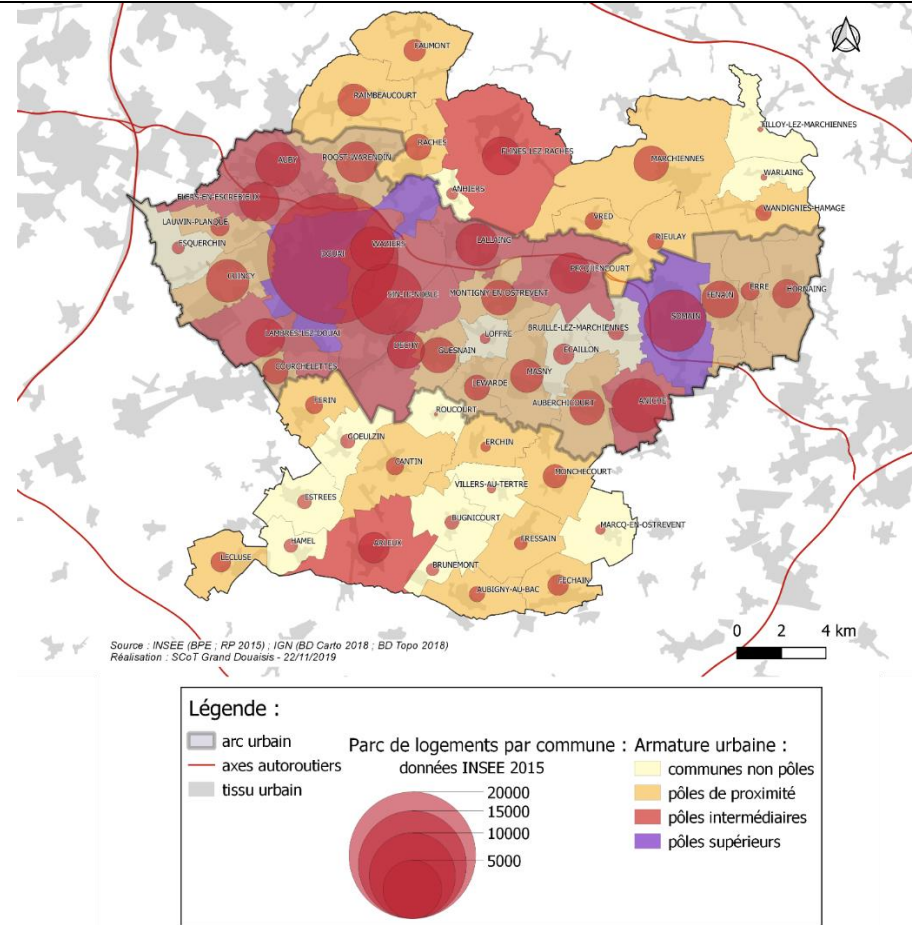 FAUMONT
RAIMBEAUCOURT
TILLOY-LEZ-MARCHIENNES
RACHES
ROOST-WARENDIN
FLINES-LEZ-RACHES
MARCHIENNES
AUBY
WARLAING
ANHIERS
FLERS-EN-ESCREBIEUX
WANDIGNIES-HAMAGE
LAUWIN-PLANQUE
VRED
ESQUERCHIN
WAZIERS
LALLAING
RIEULAY
DOUAI
PECQUENCOURT
CUINCY
SIN-LE-NOBLE
MONTIGNY-EN-OSTREVENT
FENAIN
ERRE
HORNAING
SOMAIN
BRUILLE-LEZ-MARCHIENNES
LOFFRE
LAMBRES-LEZ-DOUAI
DECHY
GUESNAIN
ECAILLON
COURCHELETTES
MASNY
LEWARDE
AUBERCHICOURT
ANICHE
FERIN
ROUCOURT
GOEULZIN
ERCHIN
CANTIN
MONCHECOURT
VILLERS-AU-TERTRE
ESTREES
BUGNICOURT
MARCQ-EN-OSTREVENT
HAMEL
ARLEUX
FRESSAIN
LECLUSE
BRUNEMONT
AUBIGNY-AU-BAC
FECHAIN
0 2 4 km
Source : INSEE (BPE ; RP 2015) ; IGN (BD Carto 2018 ; BD Topo 2018)
Réalisation : SCoT Grand Douaisis - 22/11/2019
Légende :
arc urbain
axes autoroutiers
tissu urbain
Parc de logements par commune :
données INSEE 2015
20000
15000
10000
5000
Armature urbaine :
communes non pôles
pôles de proximité
pôles intermédiaires
pôles supérieurs